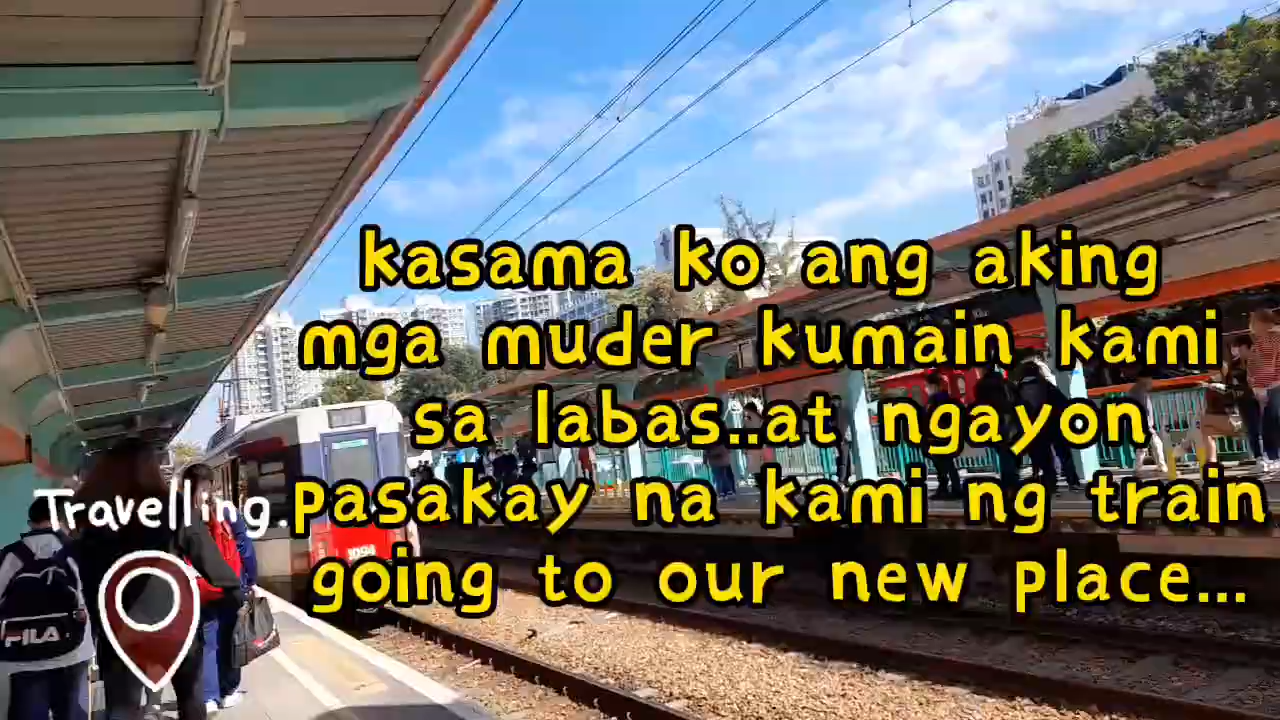 kasama ko ang aking
mga muder kumain kami
sa labas..at ngayon
pasakay na kami ng train
going to our new place...
Travelling.
1094
FILA